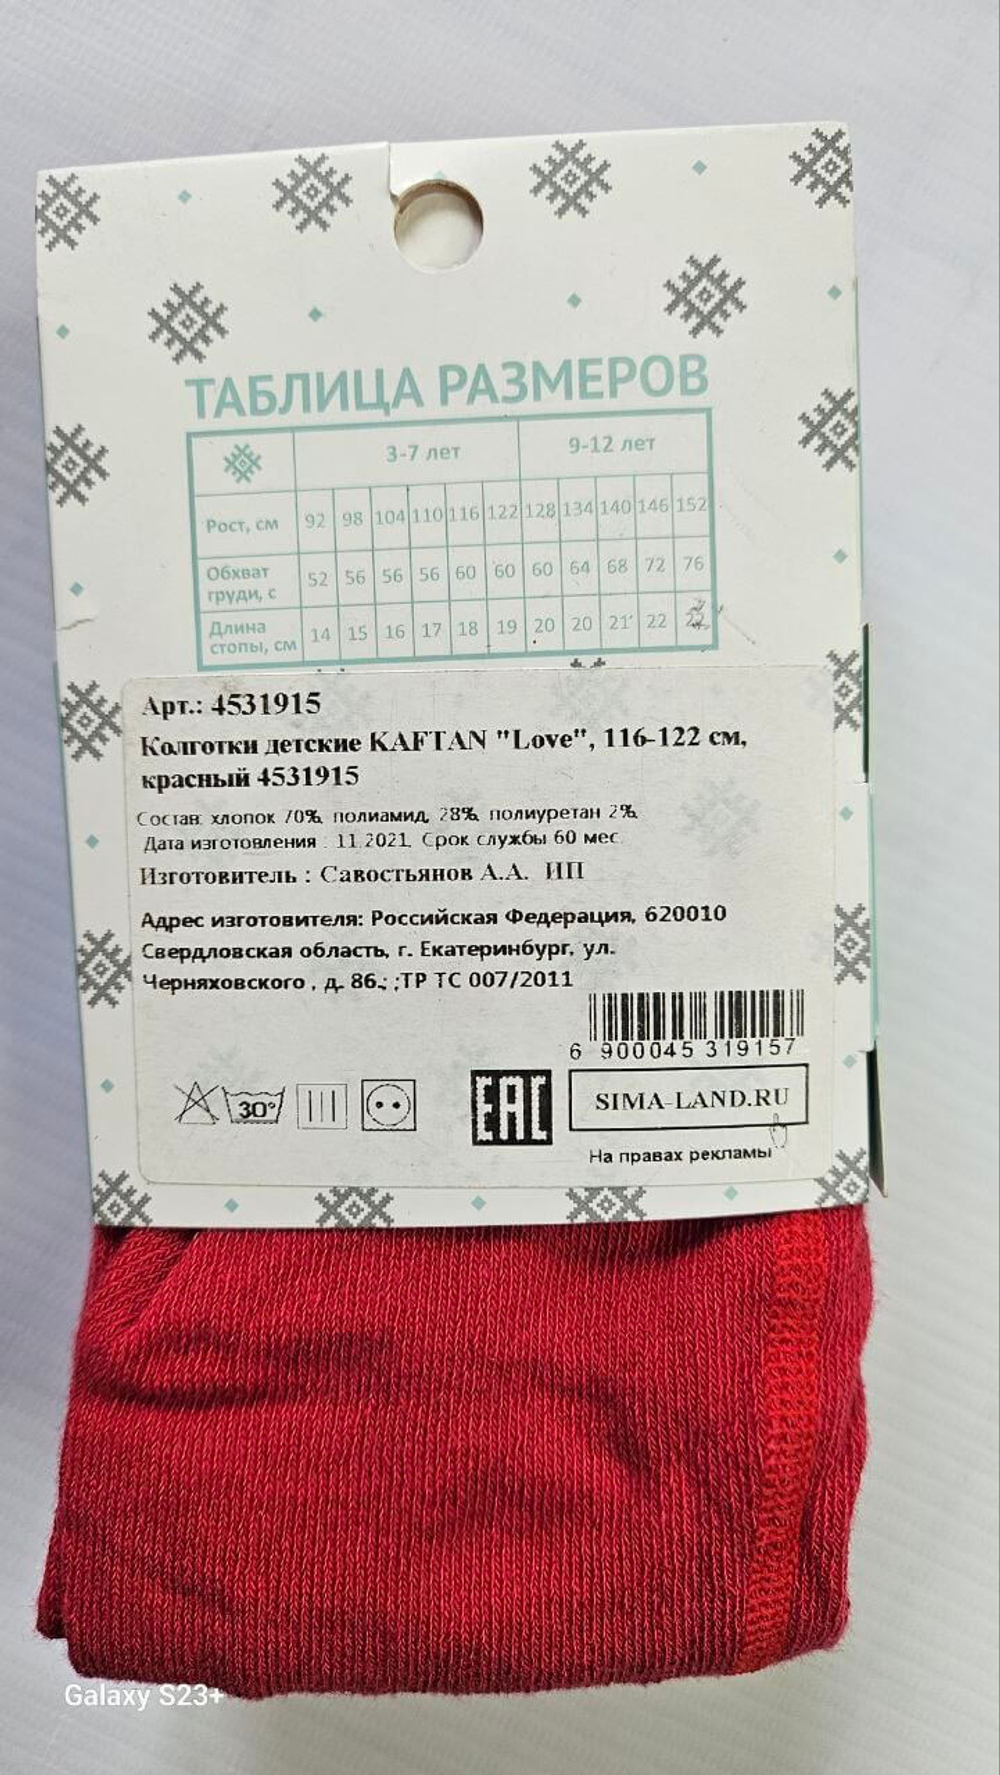 ТАБЛИЦА РАЗМЕРОВ
3-7 лет 9-12 лет
Рост, см 92 98 104 110 116 122 128 134 140 146 152
Обхват
груди, с 52 56 56 56 60 60 60 64 68 72 76
Длина
стопы, см 14 15 16 17 18 19 20 20 21 22 22
Арт.: 4531915
Колготки детские KAFTAN "Love", 116-122 см,
красный 4531915
Состав: хлопок 70%, полиамид, 28%, полиуретан 2%,
Дата изготовления : 11.2021, Срок службы 60 мес.
Изготовитель : Савостьянов А.А. ИП
Адрес изготовителя: Российская Федерация, 620010
Свердловская область, г. Екатеринбург, ул.
Черняховского , д. 86.; ;ТР ТС 007/2011
6 900045 319157
30°
EAC
SIMA-LAND.RU
На правах рекламы
Galaxy S23+